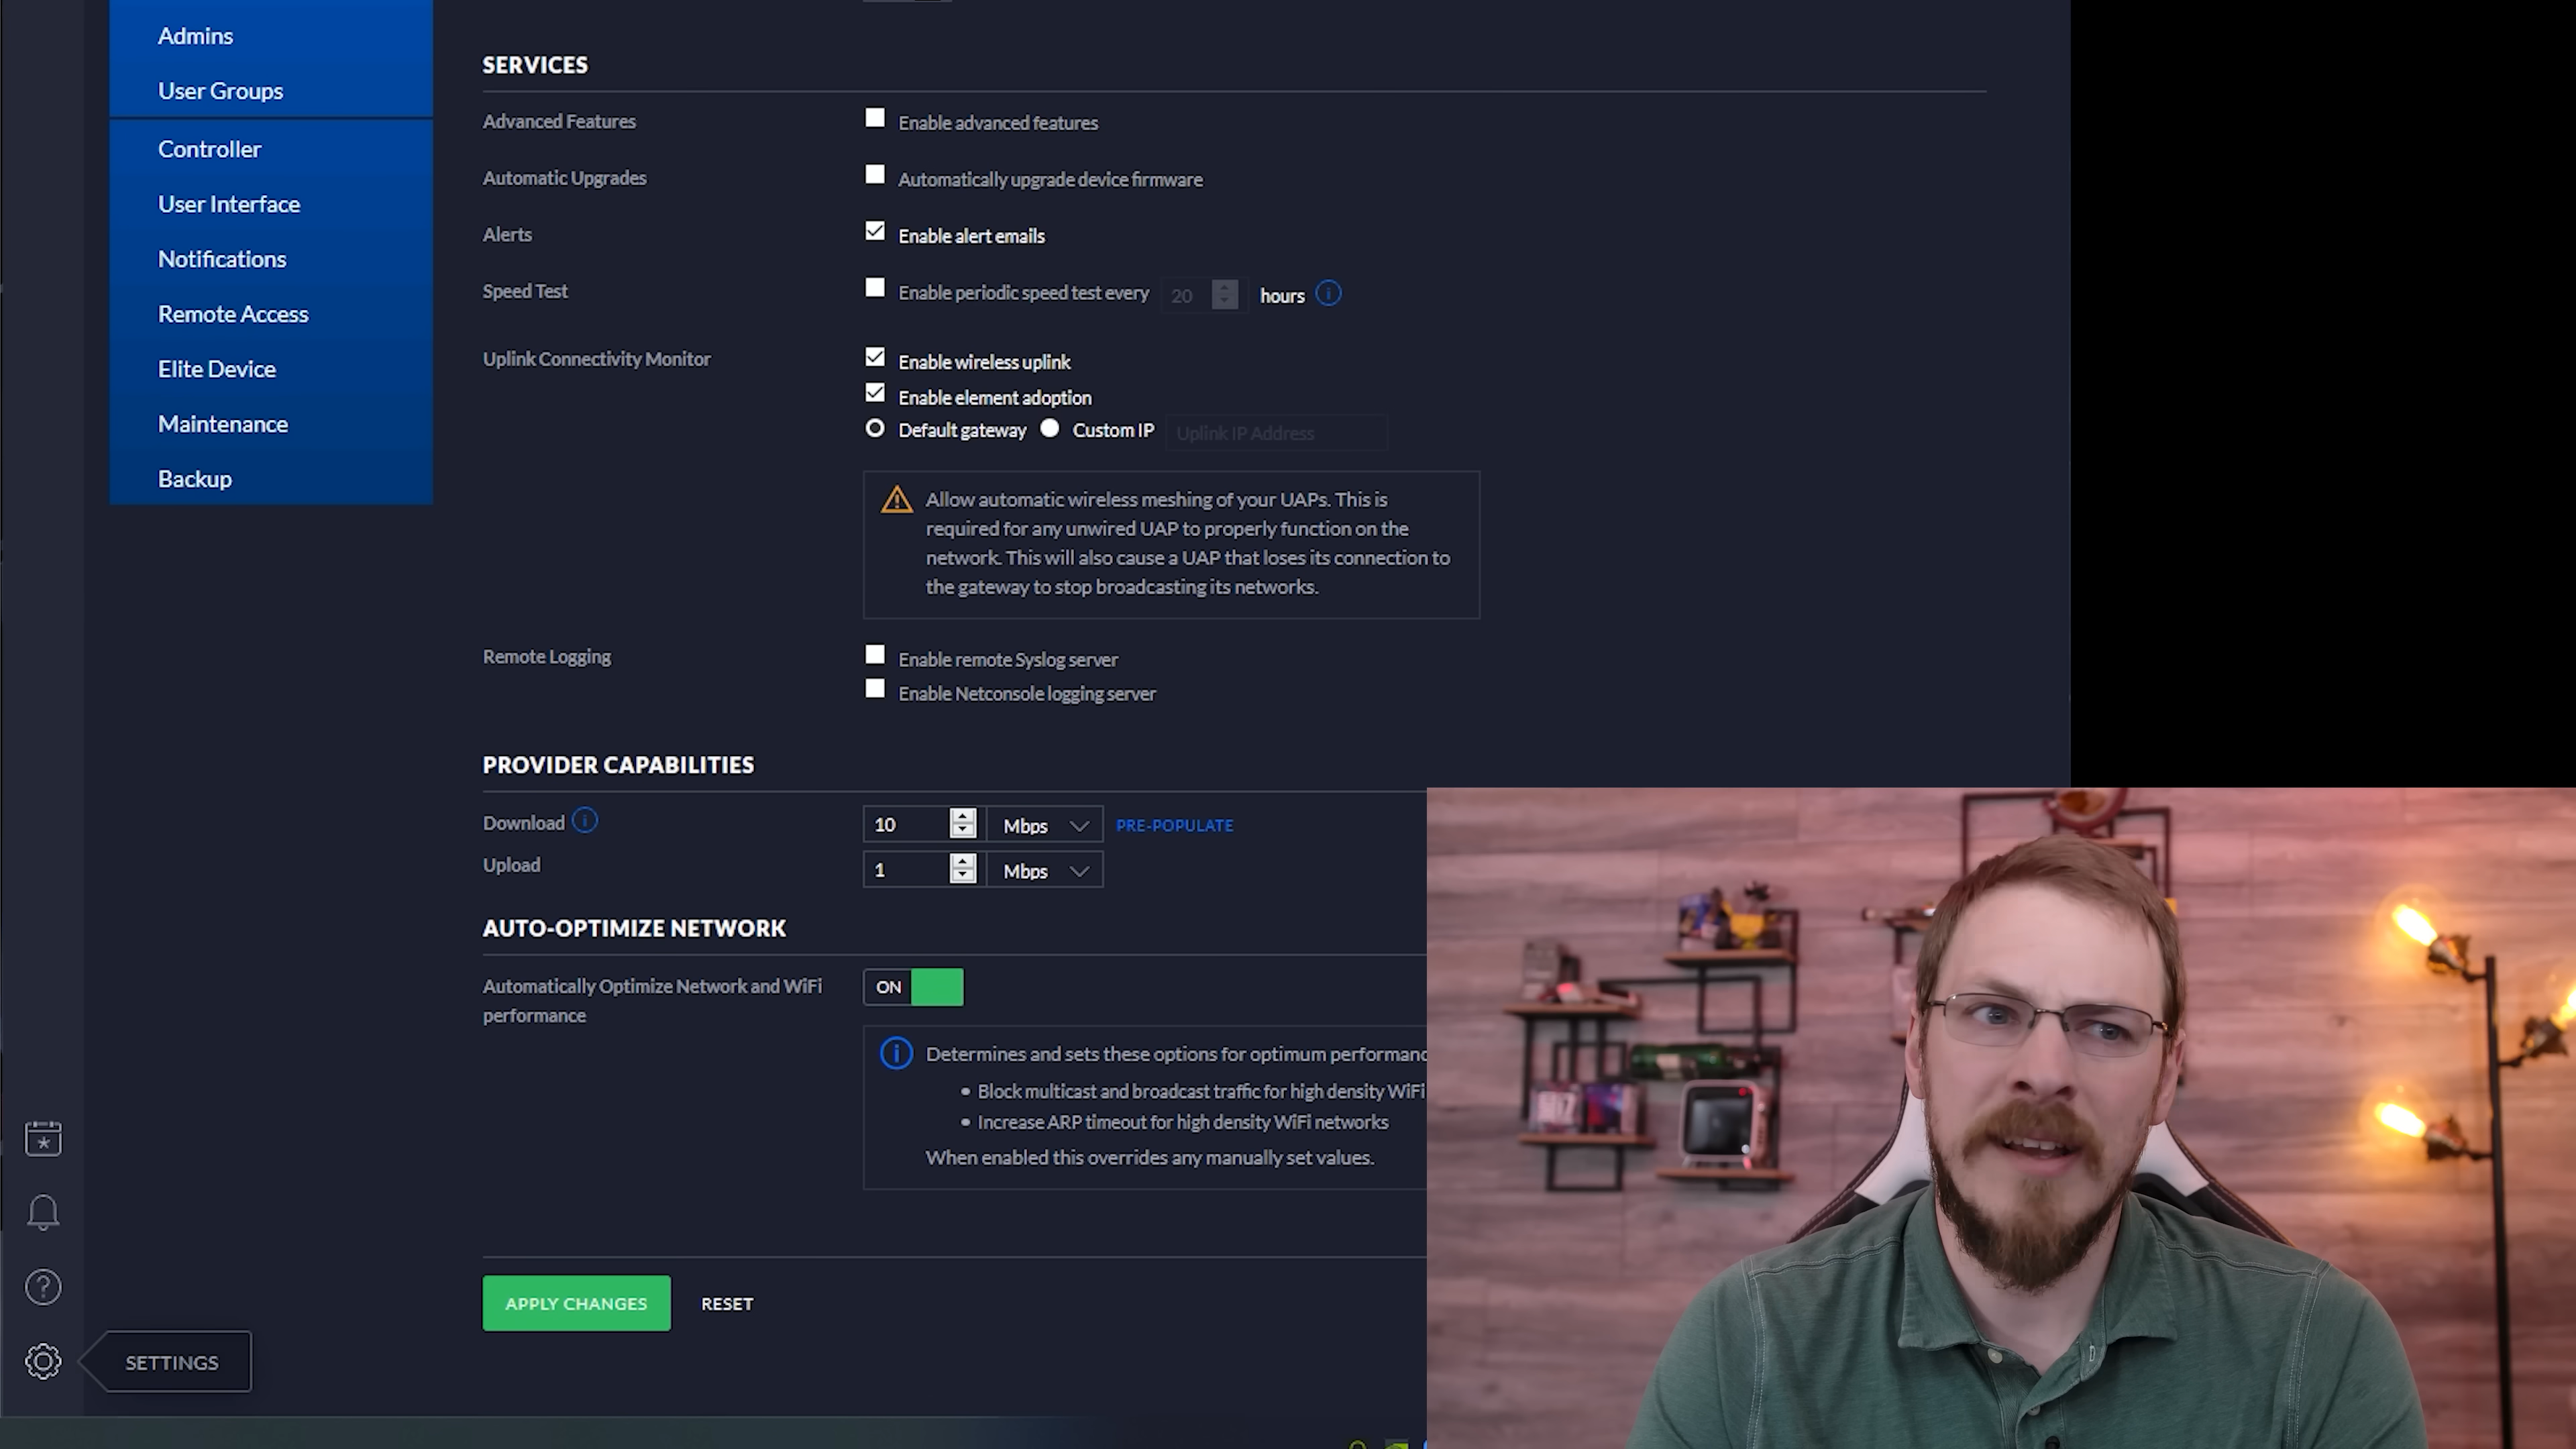 Admins
User Groups
Controller
User Interface
Notifications
Remote Access
Elite Device
Maintenance
Backup
SERVICES
Advanced Features
Enable advanced features
Automatic Upgrades
Automatically upgrade device firmware
Alerts
Enable alert emails
Speed Test
Enable periodic speed test every 20 hours
Uplink Connectivity Monitor
Enable wireless uplink
Enable element adoption
Default gateway Custom IP Uplink IP Address
Allow automatic wireless meshing of your UAPs. This is
required for any unwired UAP to properly function on the
network. This will also cause a UAP that loses its connection to
the gateway to stop broadcasting its networks.
Remote Logging
Enable remote Syslog server
Enable Netconsole logging server
PROVIDER CAPABILITIES
Download 10 Mbps PRE-POPULATE
Upload 1 Mbps
AUTO-OPTIMIZE NETWORK
Automatically Optimize Network and WiFi
performance
ON
Determines and sets these options for optimum performanc
• Block multicast and broadcast traffic for high density WiFi
• Increase ARP timeout for high density WiFi networks
When enabled this overrides any manually set values.
APPLY CHANGES RESET
SETTINGS